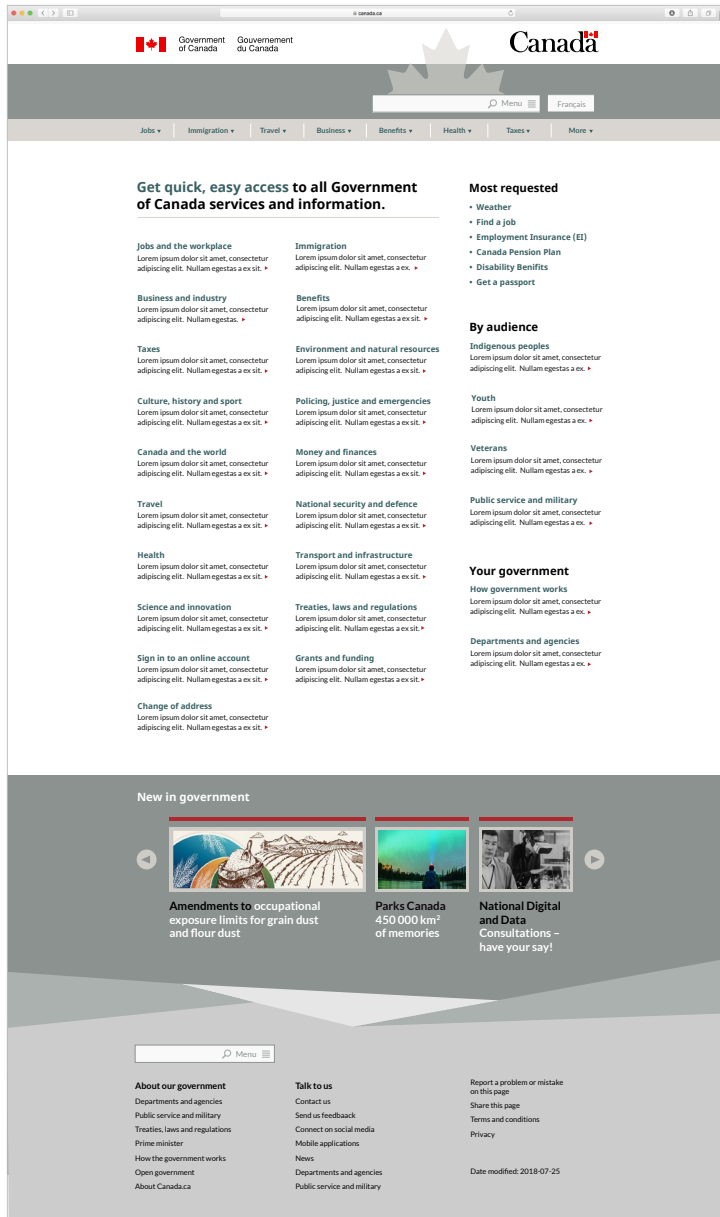 canada.ca
Government
of Canada
Gouvernement
du Canada
Canada
Menu
Français
Jobs ▾
Immigration ▾
Travel ▾
Business ▾
Benefits ▾
Health ▾
Taxes ▾
More ▾
Get quick, easy access to all Government
of Canada services and information.
Jobs and the workplace
Lorem ipsum dolor sit amet, consectetur
adipiscing elit. Nullam egestas a ex sit.
Business and industry
Lorem ipsum dolor sit amet, consectetur
adipiscing elit. Nullam egestas.
Taxes
Lorem ipsum dolor sit amet, consectetur
adipiscing elit. Nullam egestas a ex sit.
Culture, history and sport
Lorem ipsum dolor sit amet, consectetur
adipiscing elit. Nullam egestas a ex sit.
Canada and the world
Lorem ipsum dolor sit amet, consectetur
adipiscing elit. Nullam egestas a ex sit.
Travel
Lorem ipsum dolor sit amet, consectetur
adipiscing elit. Nullam egestas a ex sit.
Health
Lorem ipsum dolor sit amet, consectetur
adipiscing elit. Nullam egestas a ex sit.
Science and innovation
Lorem ipsum dolor sit amet, consectetur
adipiscing elit. Nullam egestas a ex sit.
Sign in to an online account
Lorem ipsum dolor sit amet, consectetur
adipiscing elit. Nullam egestas a ex sit.
Change of address
Lorem ipsum dolor sit amet, consectetur
adipiscing elit. Nullam egestas a ex sit.
Immigration
Lorem ipsum dolor sit amet, consectetur
adipiscing elit. Nullam egestas a ex.
Benefits
Lorem ipsum dolor sit amet, consectetur
adipiscing elit. Nullam egestas a ex sit.
Environment and natural resources
Lorem ipsum dolor sit amet, consectetur
adipiscing elit. Nullam egestas a ex sit.
Policing, justice and emergencies
Lorem ipsum dolor sit amet, consectetur
adipiscing elit. Nullam egestas a ex sit.
Money and finances
Lorem ipsum dolor sit amet, consectetur
adipiscing elit. Nullam egestas a ex sit.
National security and defence
Lorem ipsum dolor sit amet, consectetur
adipiscing elit. Nullam egestas a ex sit.
Transport and infrastructure
Lorem ipsum dolor sit amet, consectetur
adipiscing elit. Nullam egestas a ex sit.
Treaties, laws and regulations
Lorem ipsum dolor sit amet, consectetur
adipiscing elit. Nullam egestas a ex sit.
Grants and funding
Lorem ipsum dolor sit amet, consectetur
adipiscing elit. Nullam egestas a ex sit.
Most requested
• Weather
• Find a job
• Employment Insurance (EI)
• Canada Pension Plan
• Disability Benifits
• Get a passport
By audience
Indigenous peoples
Lorem ipsum dolor sit amet, consectetur
adipiscing elit. Nullam egestas a ex.
Youth
Lorem ipsum dolor sit amet, consectetur
adipiscing elit. Nullam egestas a ex.
Veterans
Lorem ipsum dolor sit amet, consectetur
adipiscing elit. Nullam egestas a ex.
Public service and military
Lorem ipsum dolor sit amet, consectetur
adipiscing elit. Nullam egestas a ex.
Your government
How government works
Lorem ipsum dolor sit amet, consectetur
adipiscing elit. Nullam egestas a ex.
Departments and agencies
Lorem ipsum dolor sit amet, consectetur
adipiscing elit. Nullam egestas a ex.
New in government
Amendments to occupational
exposure limits for grain dust
and flour dust
Parks Canada
450 000 km²
of memories
National Digital
and Data
Consultations –
have your say!
Menu
About our government
Departments and agencies
Public service and military
Treaties, laws and regulations
Prime minister
How the government works
Open government
About Canada.ca
Talk to us
Contact us
Send us feedbaack
Connect on social media
Mobile applications
News
Departments and agencies
Public service and military
Report a problem or mistake
on this page
Share this page
Terms and conditions
Privacy
Date modified: 2018-07-25